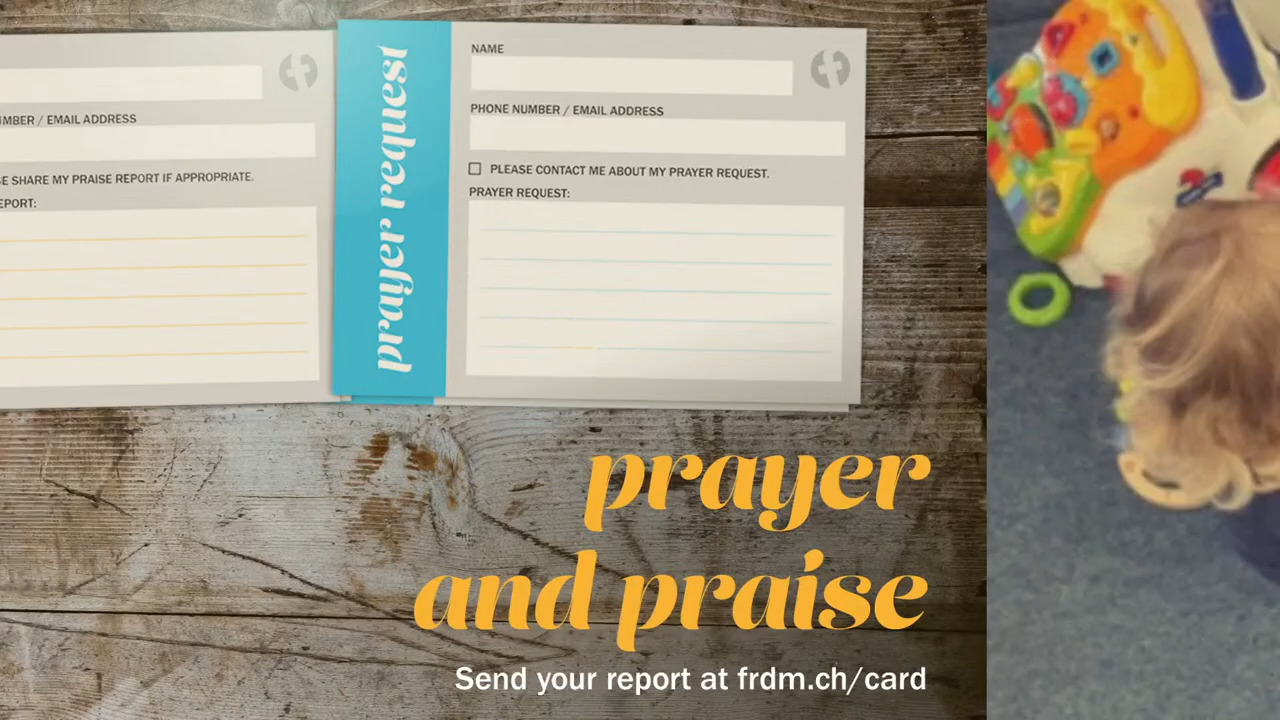 MBER / EMAIL ADDRESS
E SHARE MY PRAISE REPORT IF APPROPRIATE.
EPORT:
prayer request
NAME
PHONE NUMBER / EMAIL ADDRESS
PLEASE CONTACT ME ABOUT MY PRAYER REQUEST.
PRAYER REQUEST:
prayer
and praise
Send your report at frdm.ch/card